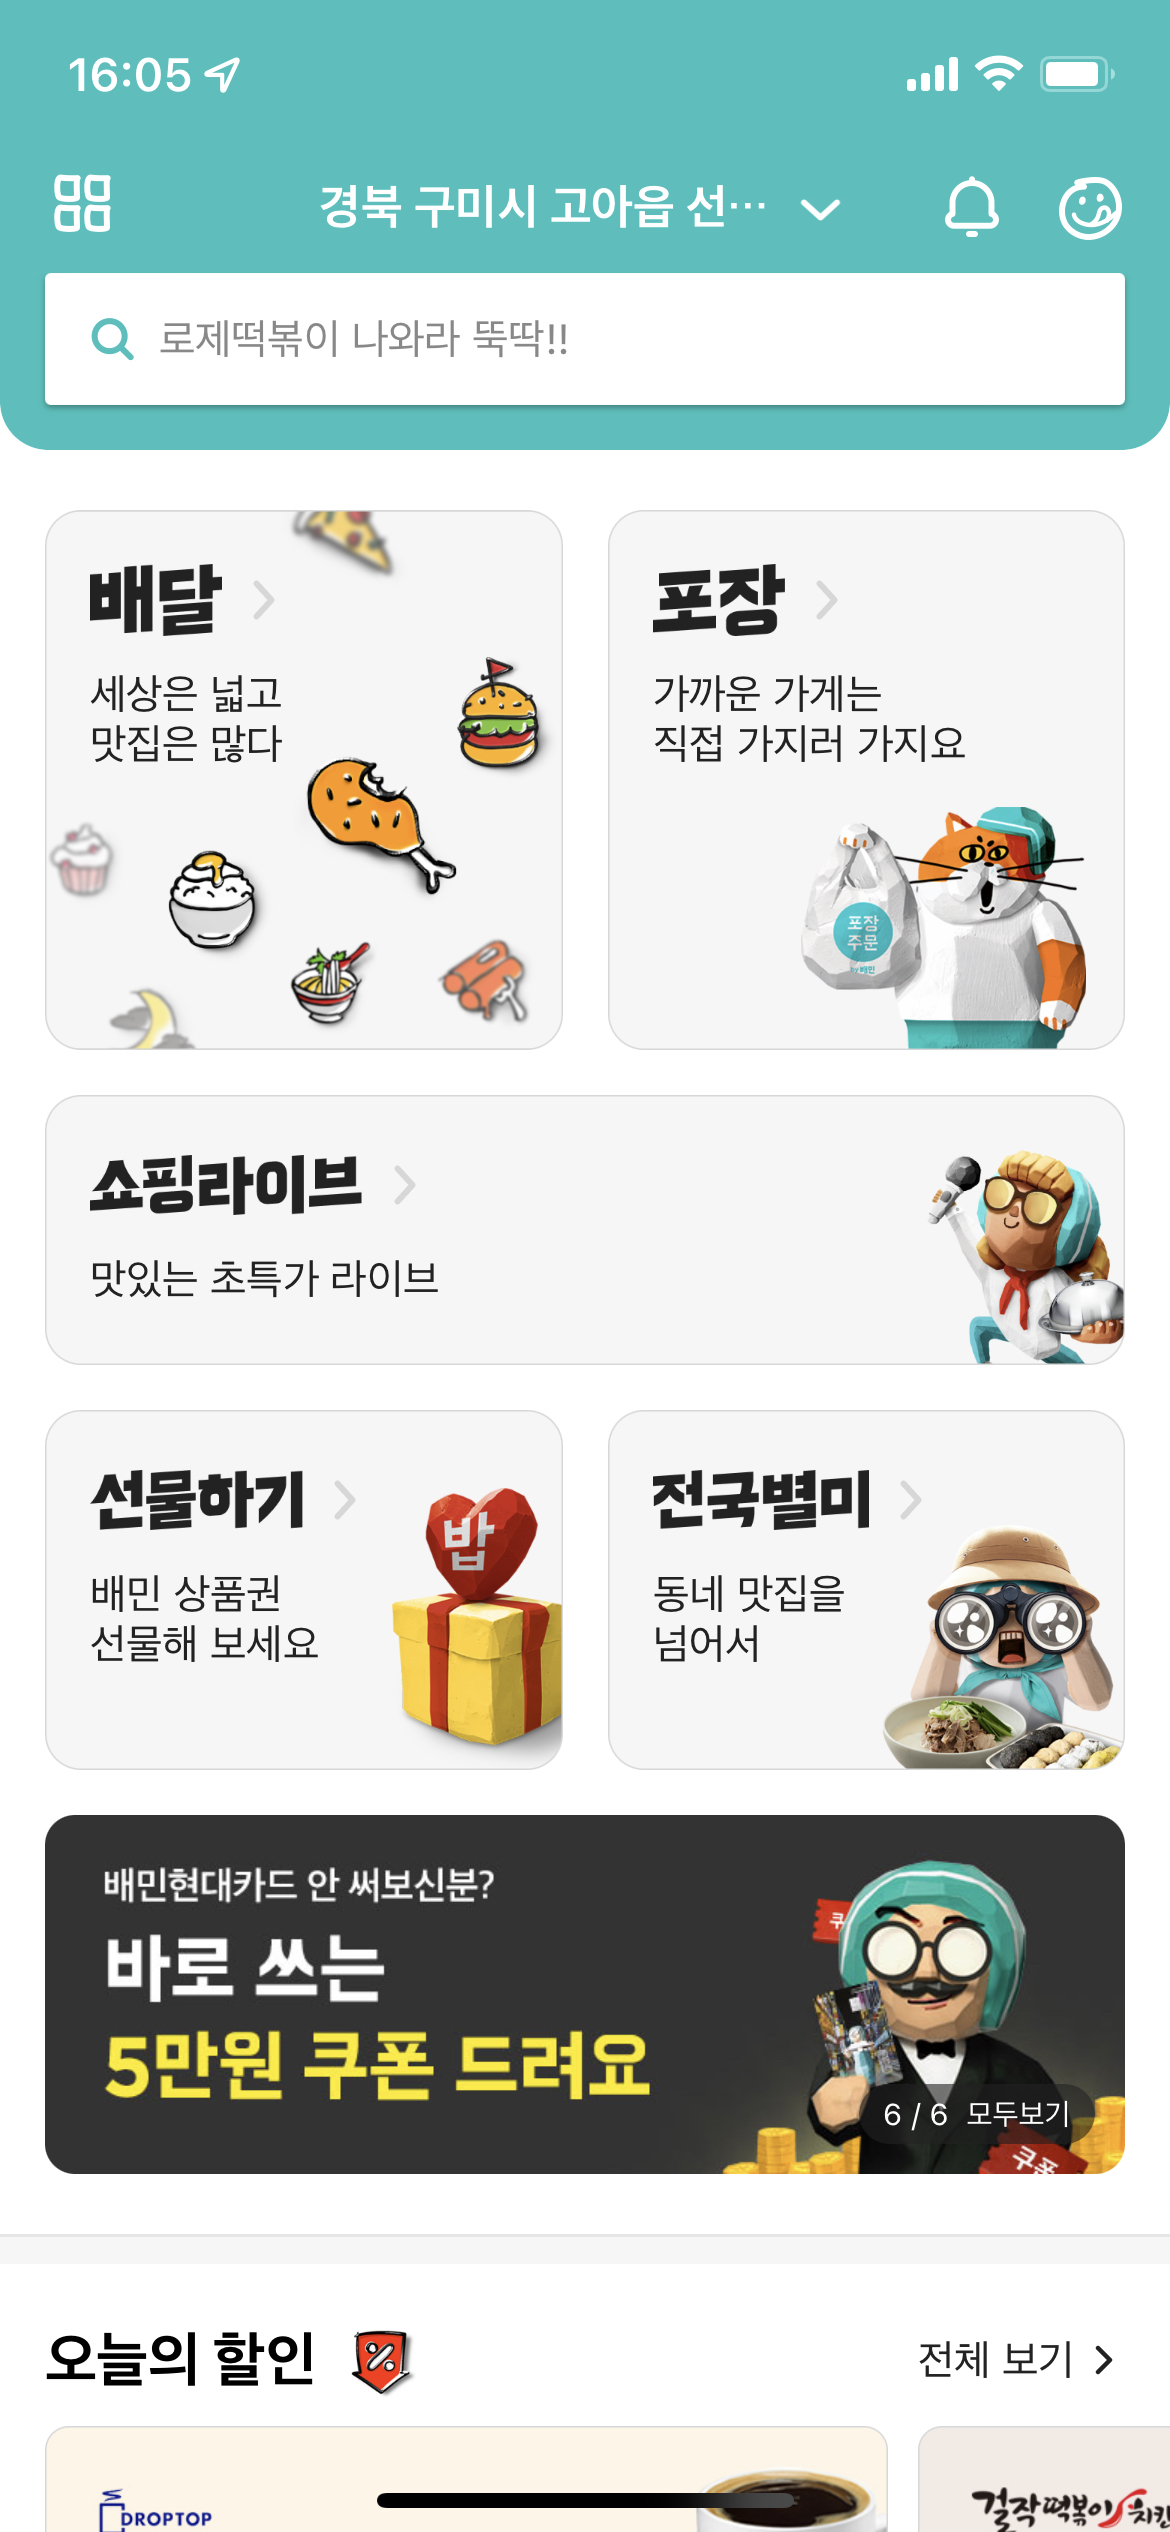 16:05
경북 구미시 고아읍 선…
로제떡볶이 나와라 뚝딱!!
배달
세상은 넓고
맛집은 많다
포장
가까운 가게는
직접 가지러 가지요
포장
주문
by 배민
쇼핑라이브
맛있는 초특가 라이브
선물하기
배민 상품권
선물해 보세요
밥
전국별미
동네 맛집을
넘어서
배민현대카드 안 써보신분?
바로 쓰는
5만원 쿠폰 드려요
쿠
6 / 6 모두보기
쿠폰
오늘의 할인
전체 보기
DROPTOP
걸작떡볶이치킨